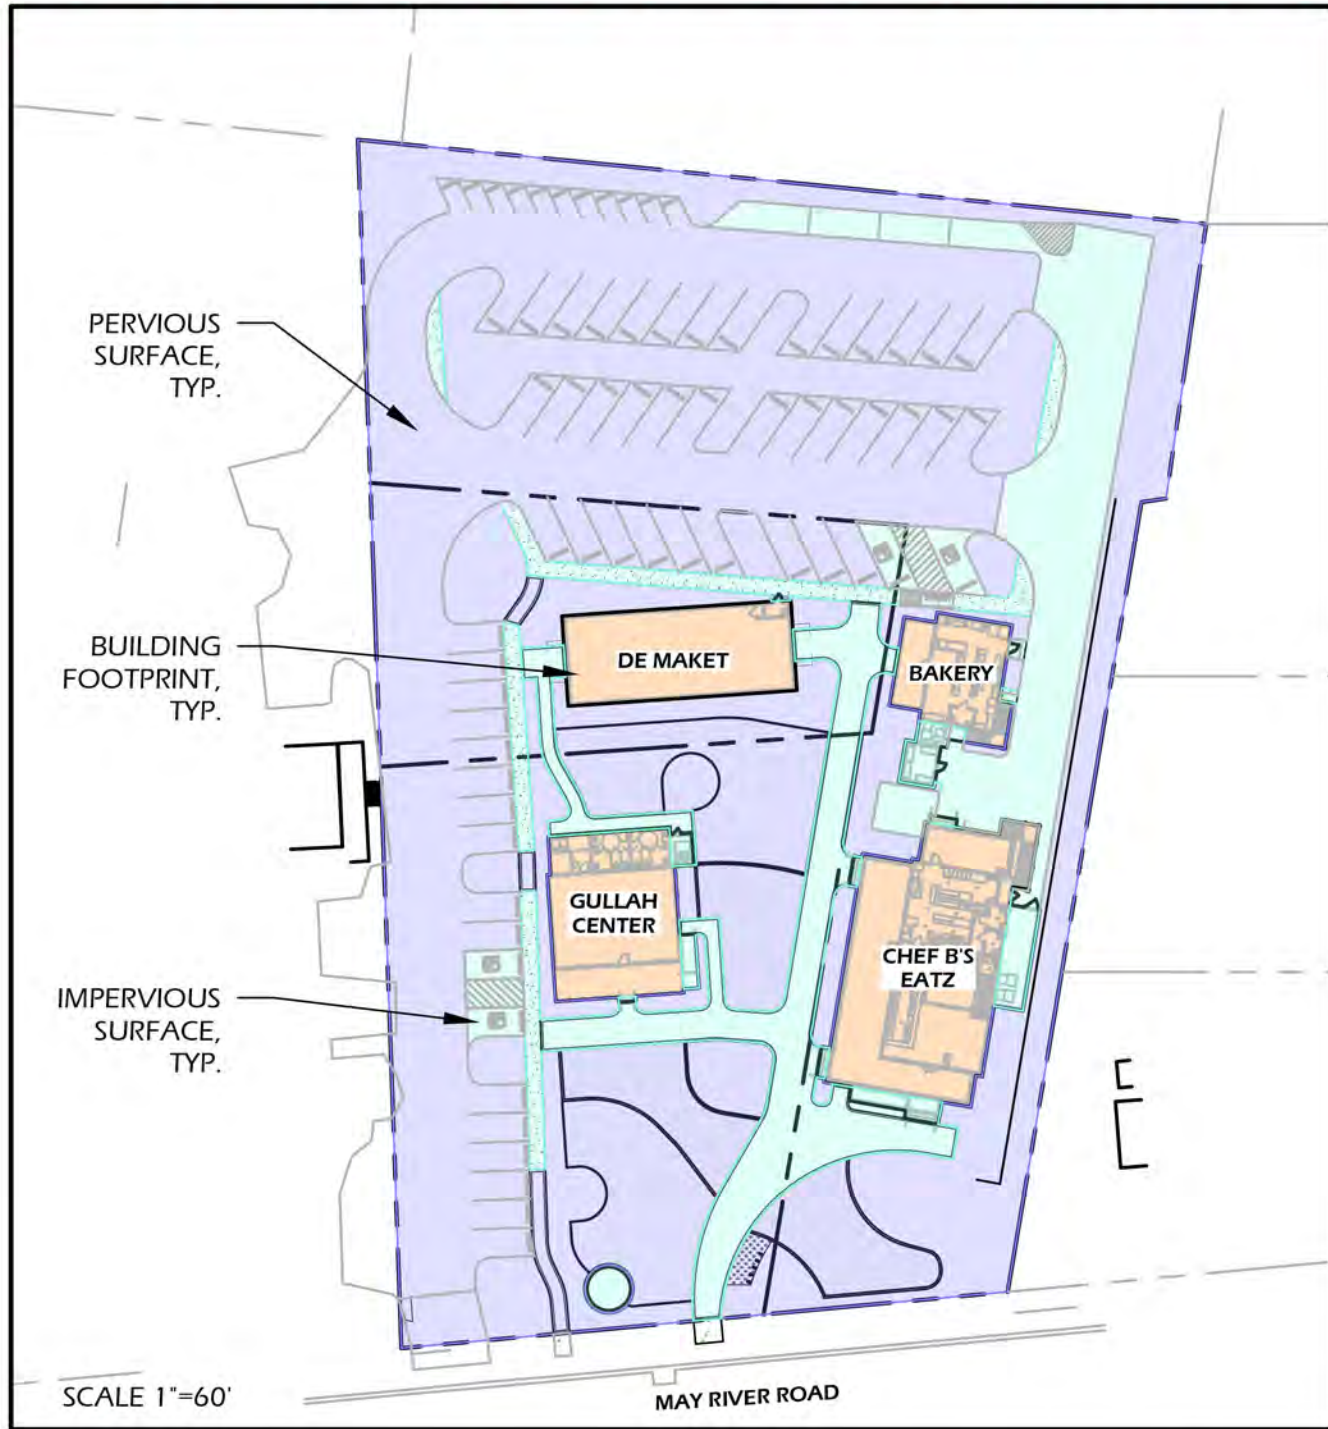 PERVIOUS
SURFACE,
TYP.
BUILDING
FOOTPRINT,
TYP.
DE MAKET
BAKERY
GULLAH
CENTER
CHEF B'S
EATZ
IMPERVIOUS
SURFACE,
TYP.
SCALE 1"=60'
MAY RIVER ROAD